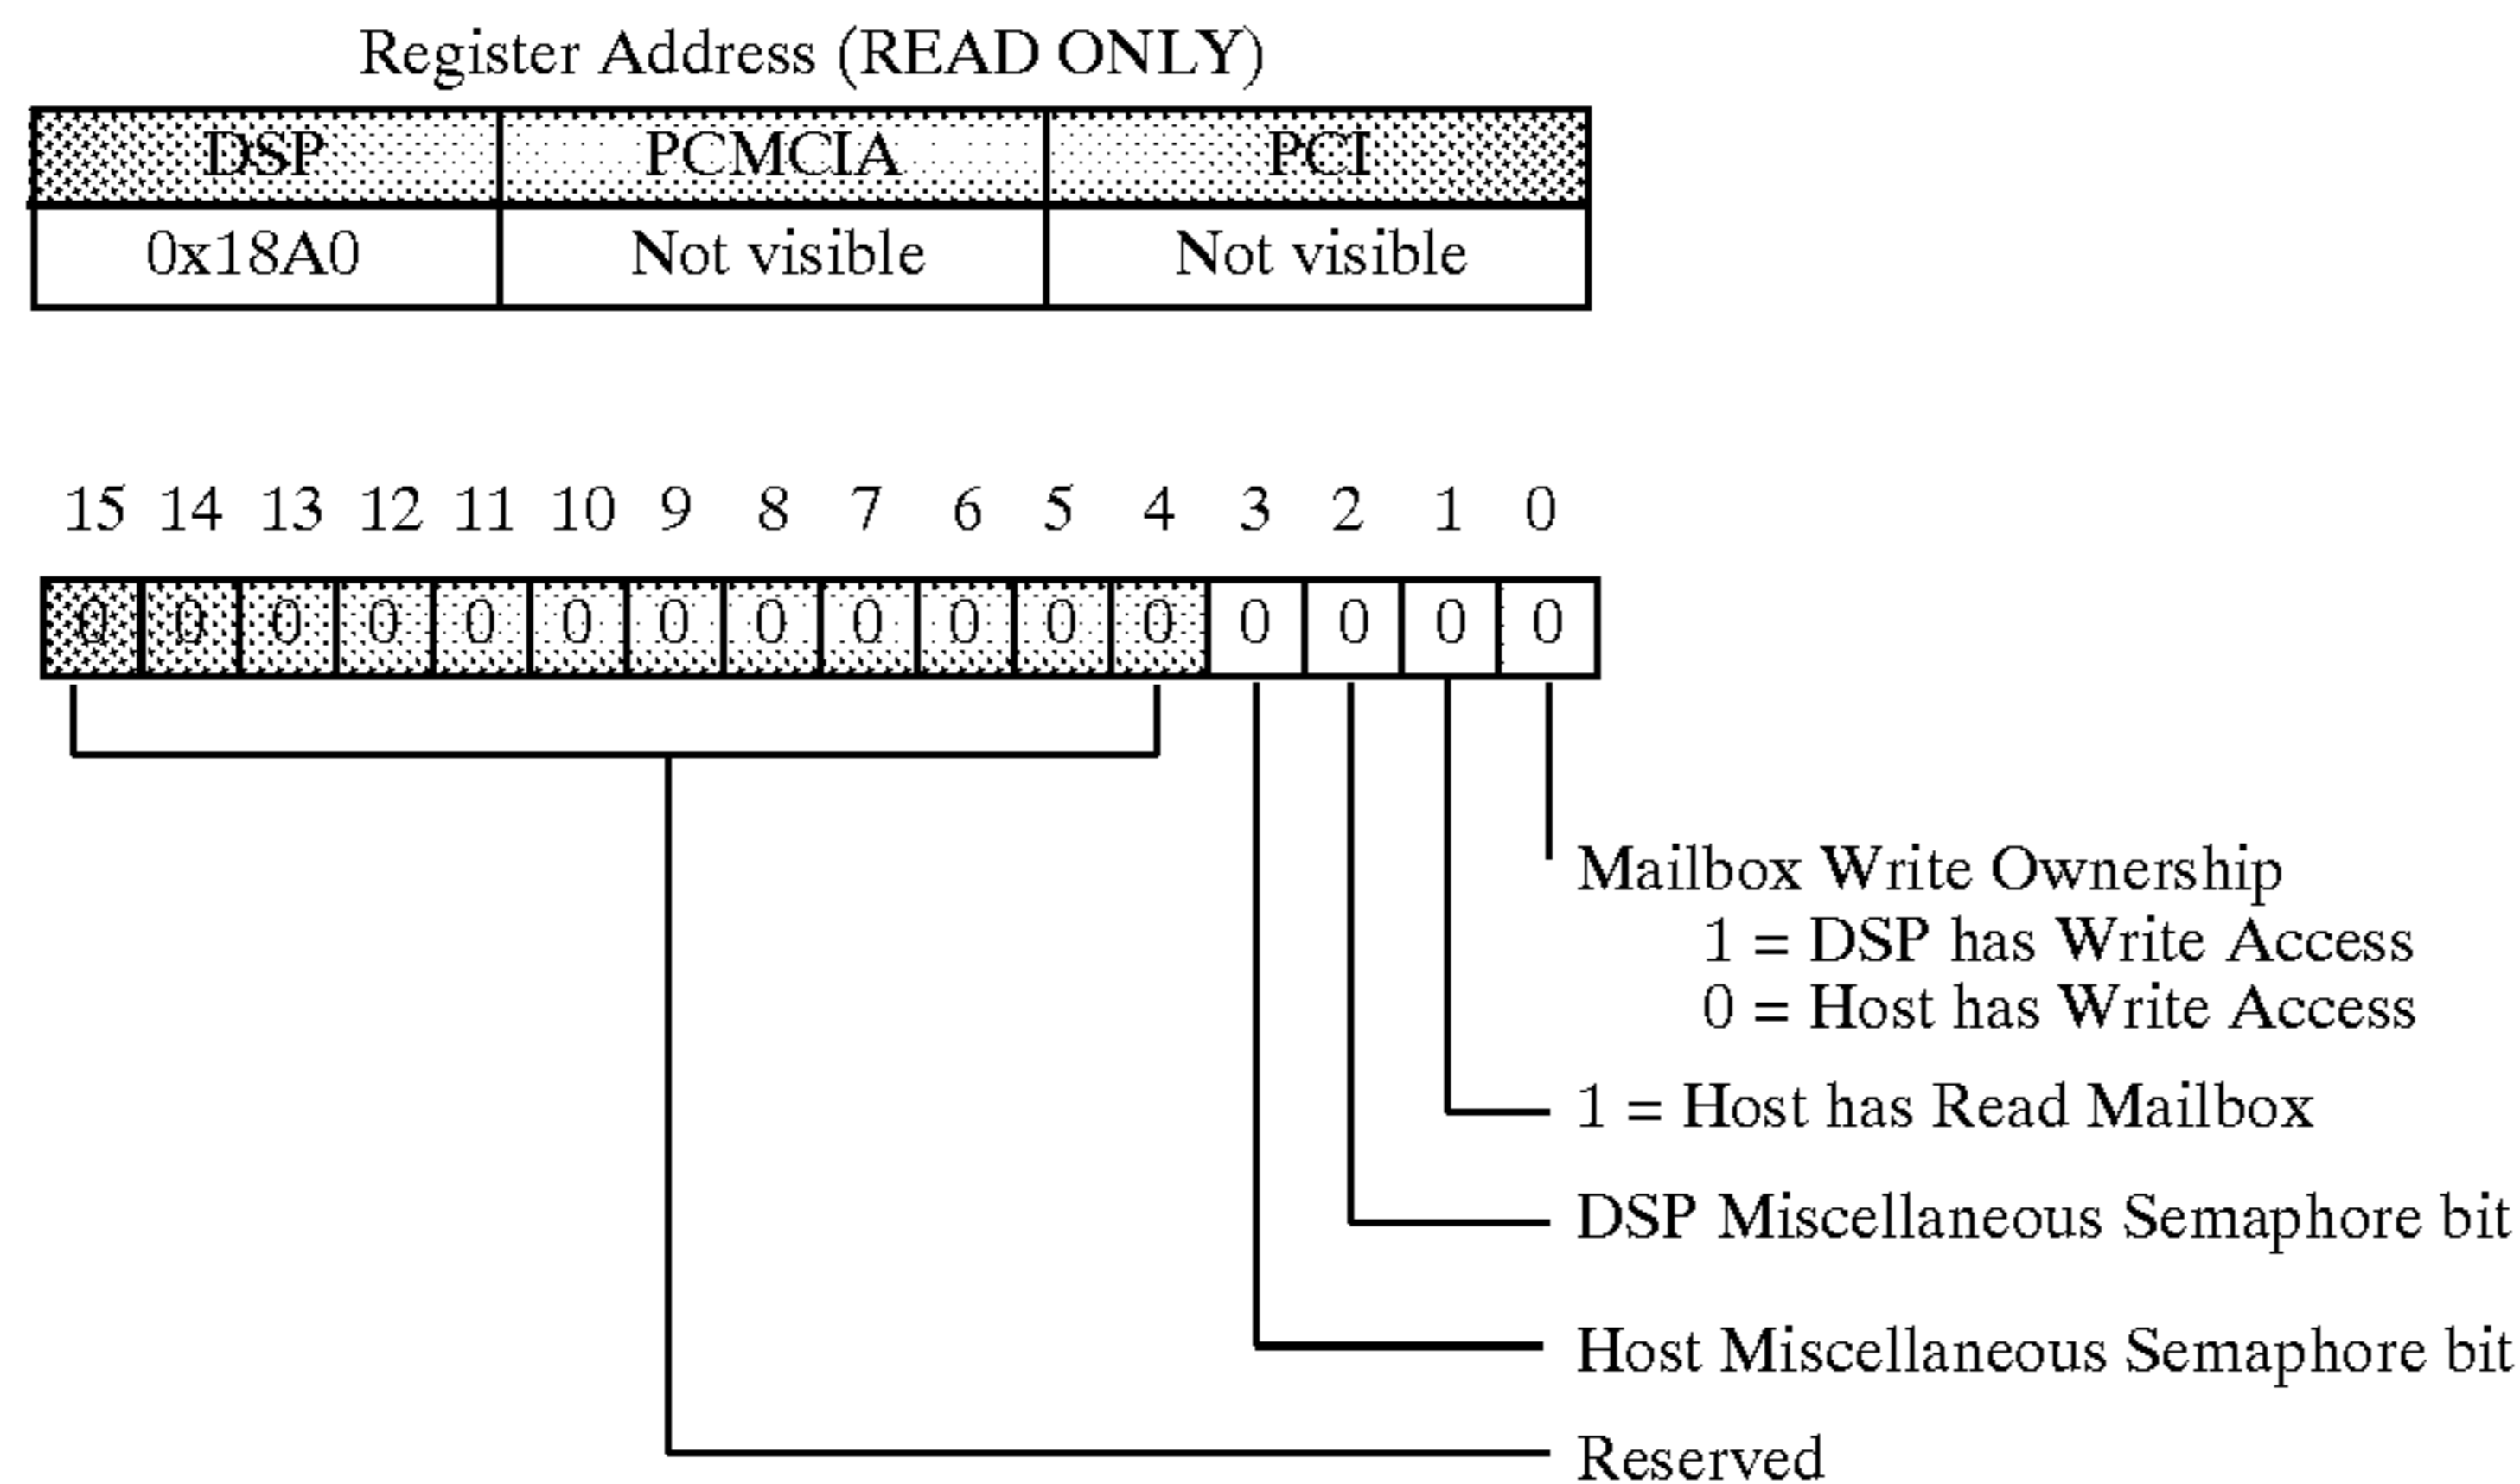 Register Address (READ ONLY)
DSP PCMCIA PCI
0x18A0 Not visible Not visible
15 14 13 12 11 10 9 8 7 6 5 4 3 2 1 0
0 0 0 0 0 0 0 0 0 0 0 0 0 0 0 0
Mailbox Write Ownership
1 = DSP has Write Access
0 = Host has Write Access
1 = Host has Read Mailbox
DSP Miscellaneous Semaphore bit
Host Miscellaneous Semaphore bit
Reserved